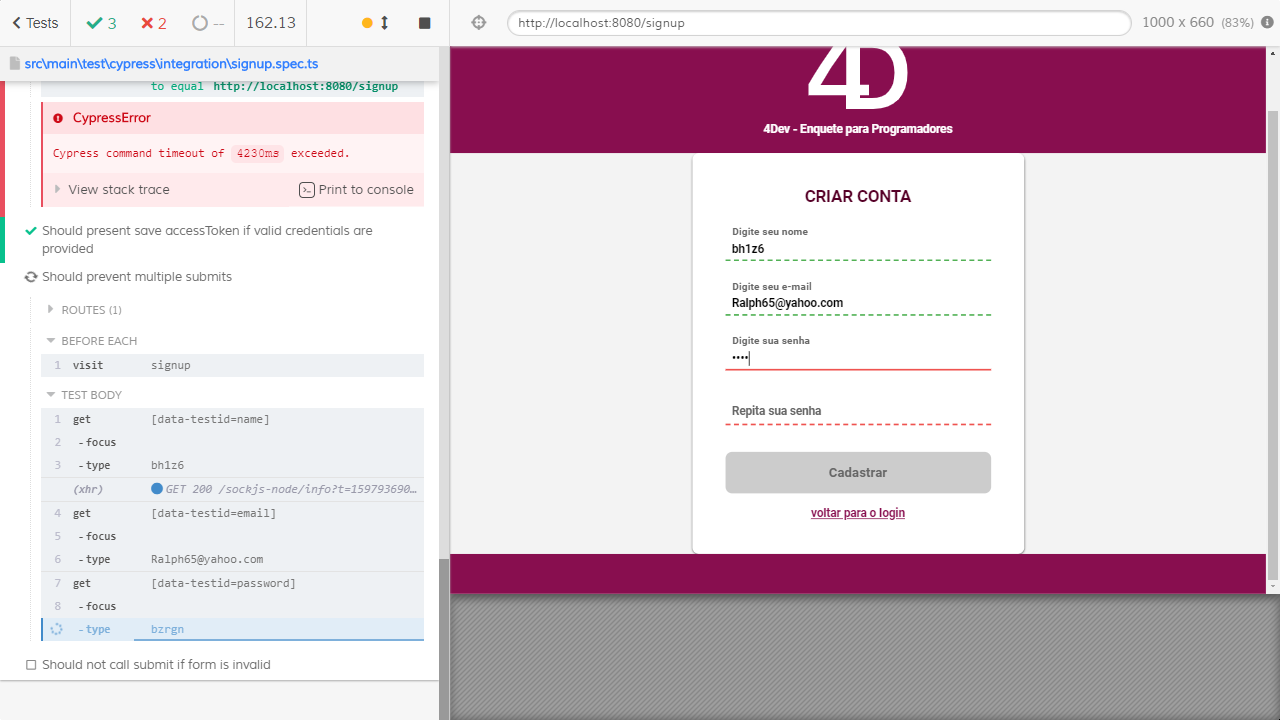 Tests
3
2
--
162.13
http://localhost:8080/signup
1000 x 660 (83%)
src\main\test\cypress\integration\signup.spec.ts
to equal http://localhost:8080/signup
CypressError
Cypress command timeout of 4230ms exceeded.
View stack trace
Print to console
Should present save accessToken if valid credentials are
provided
Should prevent multiple submits
ROUTES (1)
BEFORE EACH
1 visit signup
TEST BODY
1 get [data-testid=name]
2 - focus
3 - type bh1z6
(xhr) GET 200 /sockjs-node/info?t=159793690…
4 get [data-testid=email]
5 - focus
6 - type Ralph65@yahoo.com
7 get [data-testid=password]
8 - focus
- type bzrgn
Should not call submit if form is invalid
4D
4Dev - Enquete para Programadores
CRIAR CONTA
Digite seu nome
bh1z6
Digite seu e-mail
Ralph65@yahoo.com
Digite sua senha
••••
Repita sua senha
Cadastrar
voltar para o login